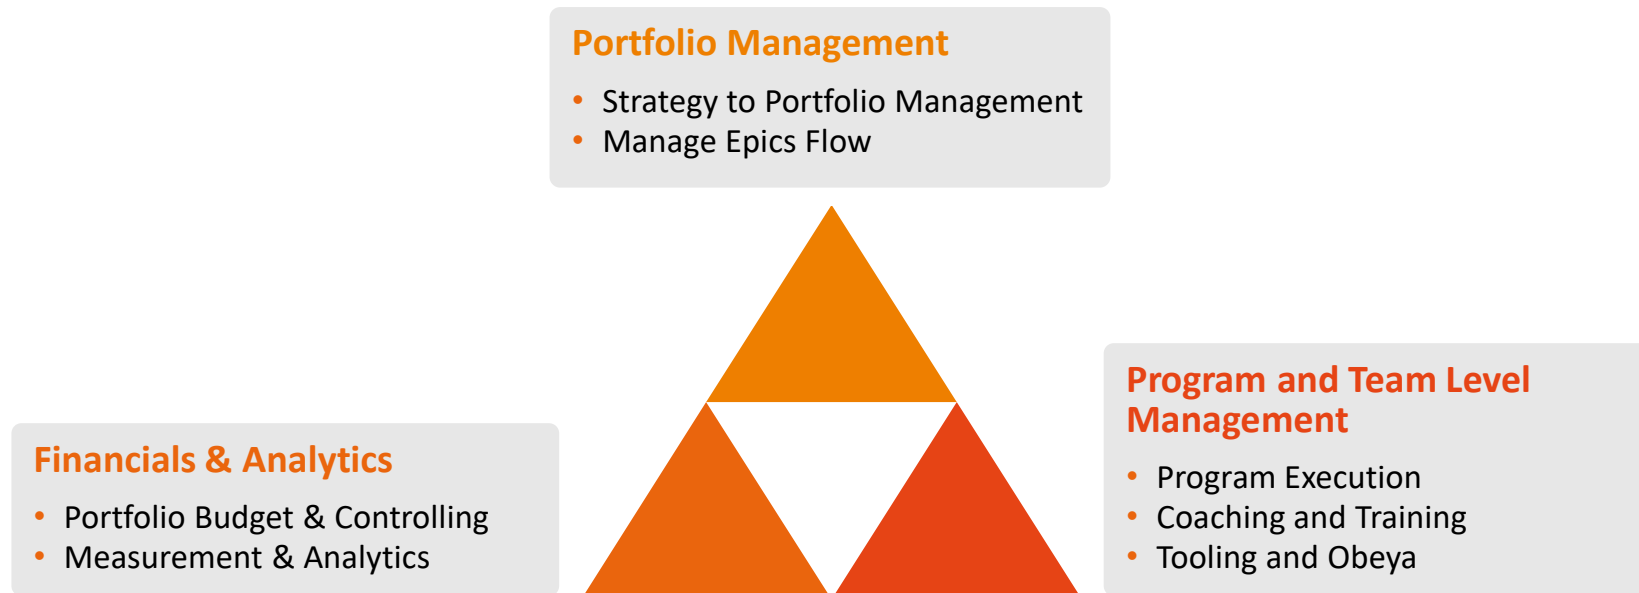 Portfolio Management
• Strategy to Portfolio Management
• Manage Epics Flow
Financials & Analytics
• Portfolio Budget & Controlling
• Measurement & Analytics
Program and Team Level
Management
• Program Execution
• Coaching and Training
• Tooling and Obeya